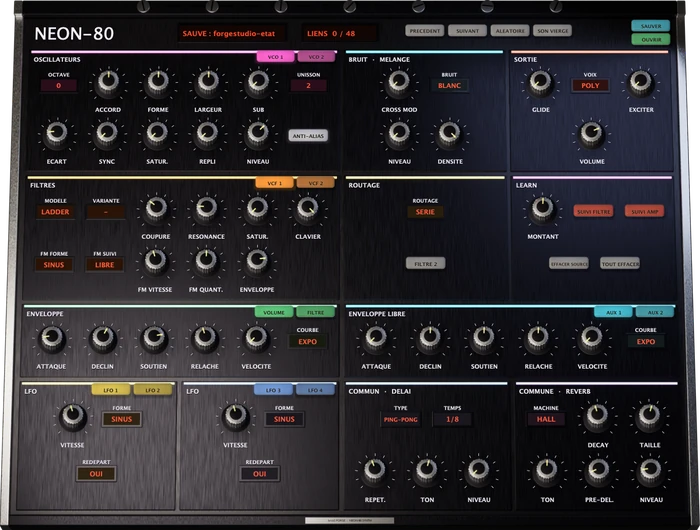 NEON-80
SAUVE : forgestudio-etat
LIENS 0 / 48
PRECEDENT
SUIVANT
ALEATOIRE
SON VIERGE
SAUVER
OUVRIR
OSCILLATEURS
VCO 1
VCO 2
OCTAVE
0
ACCORD
FORME
LARGEUR
SUB
UNISSON
2
ECART
SYNC
SATUR.
REPLI
NIVEAU
ANTI-ALIAS
BRUIT · MELANGE
CROSS MOD
BRUIT
BLANC
NIVEAU
DENSITE
SORTIE
GLIDE
VOIX
POLY
EXCITER
VOLUME
FILTRES
VCF 1
VCF 2
MODELE
LADDER
VARIANTE
-
COUPURE
RESONANCE
SATUR.
CLAVIER
FM FORME
SINUS
FM SUIVI
LIBRE
FM VITESSE
FM QUANT.
ENVELOPPE
ROUTAGE
ROUTAGE
SERIE
FILTRE 2
LEARN
MONTANT
SUIVI FILTRE
SUIVI AMP
EFFACER SOURCE
TOUT EFFACER
ENVELOPPE
VOLUME
FILTRE
ATTAQUE
DECLIN
SOUTIEN
RELACHE
VELOCITE
COURBE
EXPO
ENVELOPPE LIBRE
AUX 1
AUX 2
ATTAQUE
DECLIN
SOUTIEN
RELACHE
VELOCITE
COURBE
EXPO
LFO
LFO 1
LFO 2
VITESSE
FORME
SINUS
REDEPART
OUI
LFO
LFO 3
LFO 4
VITESSE
FORME
SINUS
REDEPART
OUI
COMMUN · DELAI
TYPE
PING-PONG
TEMPS
1/8
REPET.
TON
NIVEAU
COMMUNE · REVERB
MACHINE
HALL
DECAY
TAILLE
TON
PRE-DEL.
NIVEAU